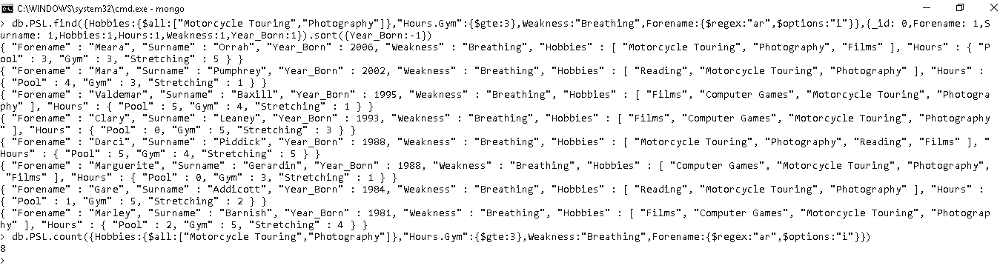 C:\WINDOWS\system32\cmd.exe - mongo
> db.PSL.find({Hobbies:{$all:["Motorcycle Touring","Photography"]},"Hours.Gym":{$gte:3},Weakness:"Breathing",Forename:{$regex:"ar",$options:"i"}},{_id: 0,Forename: 1,S
urname: 1,Hobbies:1,Hours:1,Weakness:1,Year_Born:1}).sort({Year_Born:-1})
{ "Forename" : "Meara", "Surname" : "Orrah", "Year_Born" : 2006, "Weakness" : "Breathing", "Hobbies" : [ "Motorcycle Touring", "Photography", "Films" ], "Hours" : { "P
ool" : 3, "Gym" : 3, "Stretching" : 5 } }
{ "Forename" : "Mara", "Surname" : "Pumphrey", "Year_Born" : 2002, "Weakness" : "Breathing", "Hobbies" : [ "Reading", "Motorcycle Touring", "Photography" ], "Hours" :
{ "Pool" : 4, "Gym" : 3, "Stretching" : 1 } }
{ "Forename" : "Valdemar", "Surname" : "Baxill", "Year_Born" : 1995, "Weakness" : "Breathing", "Hobbies" : [ "Films", "Computer Games", "Motorcycle Touring", "Photogra
phy" ], "Hours" : { "Pool" : 5, "Gym" : 4, "Stretching" : 1 } }
{ "Forename" : "Clary", "Surname" : "Leaney", "Year_Born" : 1993, "Weakness" : "Breathing", "Hobbies" : [ "Films", "Computer Games", "Motorcycle Touring", "Photography
" ], "Hours" : { "Pool" : 0, "Gym" : 5, "Stretching" : 3 } }
{ "Forename" : "Darci", "Surname" : "Piddick", "Year_Born" : 1988, "Weakness" : "Breathing", "Hobbies" : [ "Motorcycle Touring", "Photography", "Reading", "Films" ], "
Hours" : { "Pool" : 5, "Gym" : 4, "Stretching" : 5 } }
{ "Forename" : "Marguerite", "Surname" : "Gerardin", "Year_Born" : 1988, "Weakness" : "Breathing", "Hobbies" : [ "Computer Games", "Motorcycle Touring", "Photography",
"Films" ], "Hours" : { "Pool" : 0, "Gym" : 3, "Stretching" : 1 } }
{ "Forename" : "Gare", "Surname" : "Addicott", "Year_Born" : 1984, "Weakness" : "Breathing", "Hobbies" : [ "Reading", "Motorcycle Touring", "Photography" ], "Hours" :
{ "Pool" : 1, "Gym" : 5, "Stretching" : 2 } }
{ "Forename" : "Marley", "Surname" : "Barnish", "Year_Born" : 1981, "Weakness" : "Breathing", "Hobbies" : [ "Films", "Computer Games", "Motorcycle Touring", "Photograp
hy" ], "Hours" : { "Pool" : 2, "Gym" : 5, "Stretching" : 4 } }
> db.PSL.count({Hobbies:{$all:["Motorcycle Touring","Photography"]},"Hours.Gym":{$gte:3},Weakness:"Breathing",Forename:{$regex:"ar",$options:"i"}})
8
>